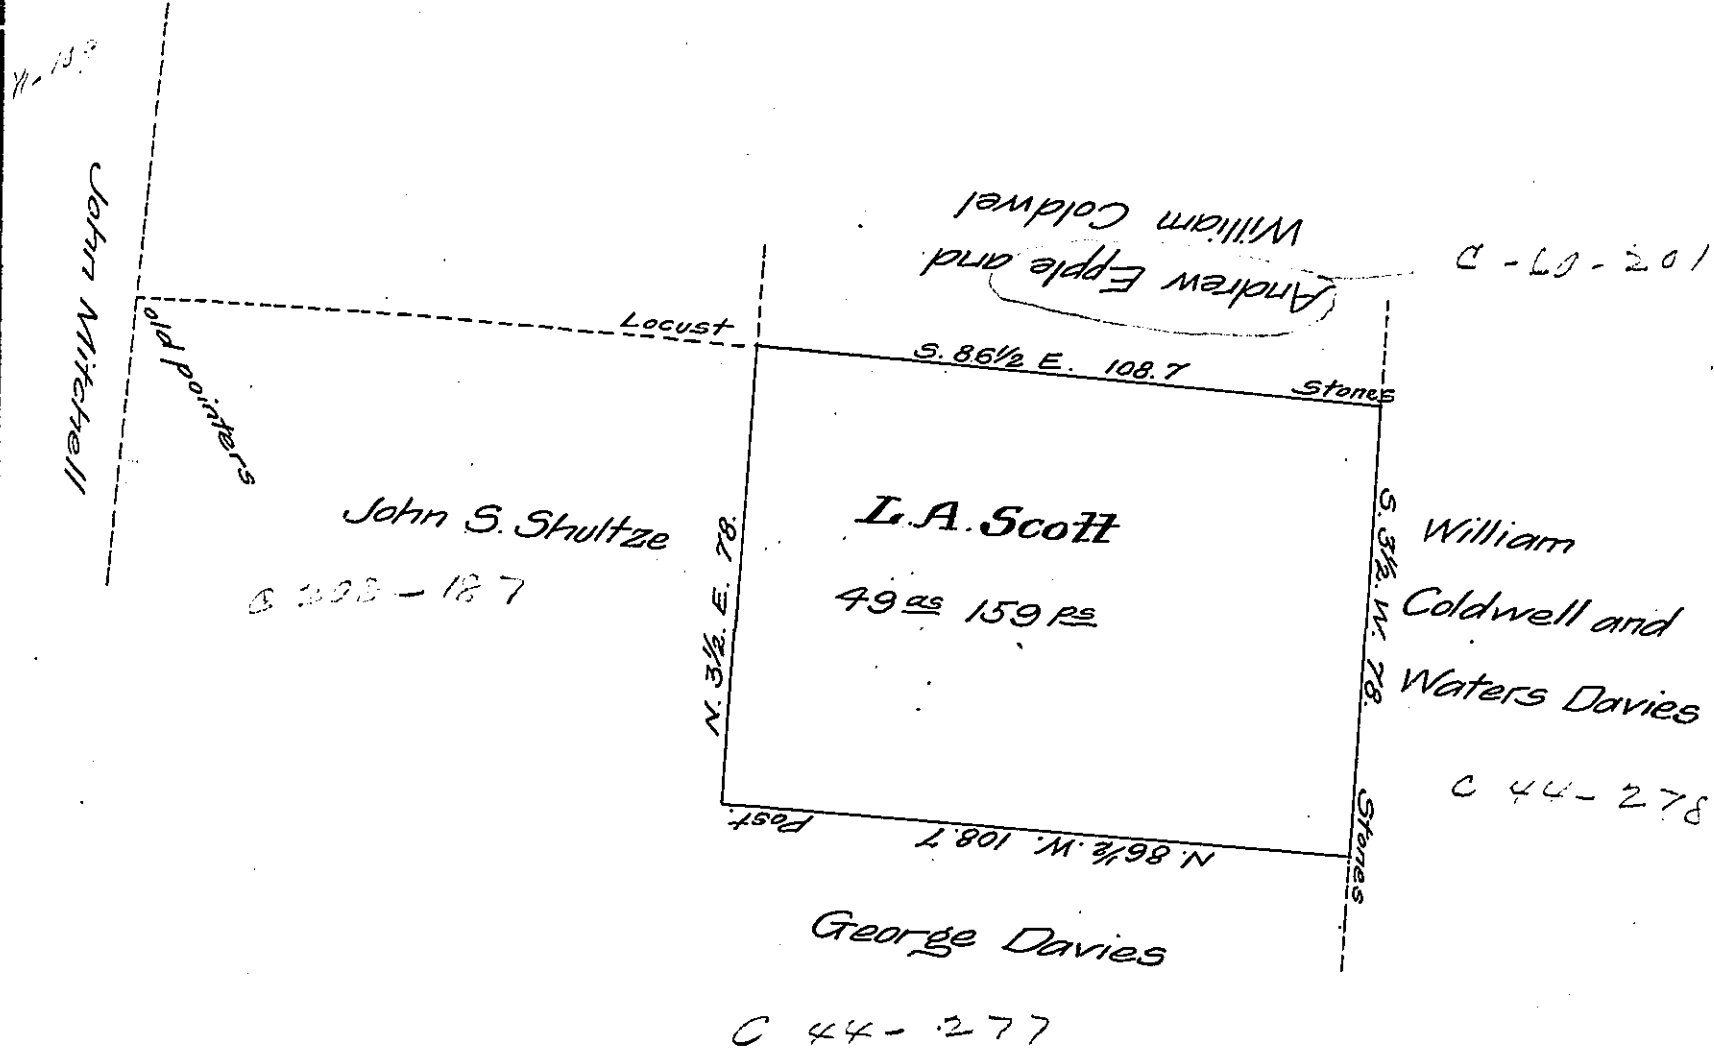 John Mitchell
William Coldwel
Andrew Epple and
C - 60 - 201
old pointers
Locust
S. 86½ E. 108.7
Stones
John S. Shultze
187
N. 3½. E. 78.
L. A. Scott
49 as 159 ps
S. 3½. W. 78.
William
Coldwell and
Waters Davies
C 44 - 278
Stones
Post.
N. 86½. W. 108.7
George Davies
C 44 - 277